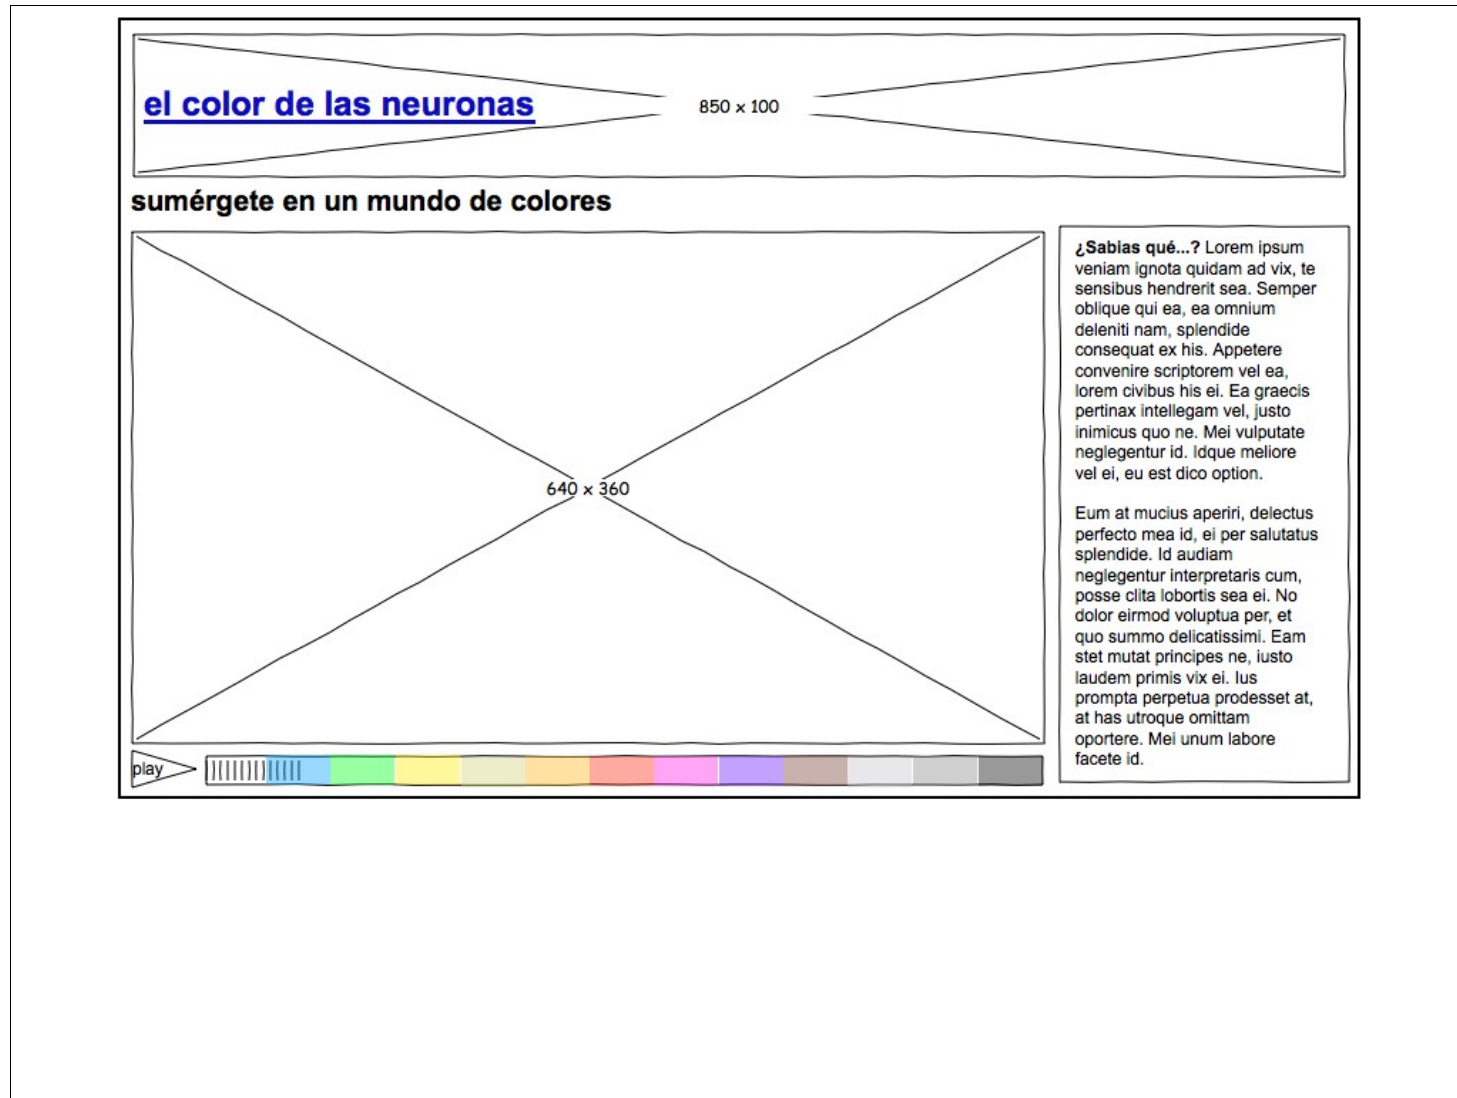 el color de las neuronas
850 x 100
sumérgete en un mundo de colores
640 x 360
play
¿Sabias qué...? Lorem ipsum
veniam ignota quidam ad vix, te
sensibus hendrerit sea. Semper
oblique qui ea, ea omnium
deleniti nam, splendide
consequat ex his. Appetere
convenire scriptorem vel ea,
lorem civibus his ei. Ea graecis
pertinax intellegam vel, justo
inimicus quo ne. Mei vulputate
neglegentur id. Idque meliore
vel ei, eu est dico option.
Eum at mucius aperiri, delectus
perfecto mea id, ei per salutatus
splendide. Id audiam
neglegentur interpretaris cum,
posse clita lobortis sea ei. No
dolor eirmod voluptua per, et
quo summo delicatissimi. Eam
stet mutat principes ne, iusto
laudem primis vix ei. Ius
prompta perpetua prodesset at,
at has utroque omittam
oportere. Mei unum labore
facete id.